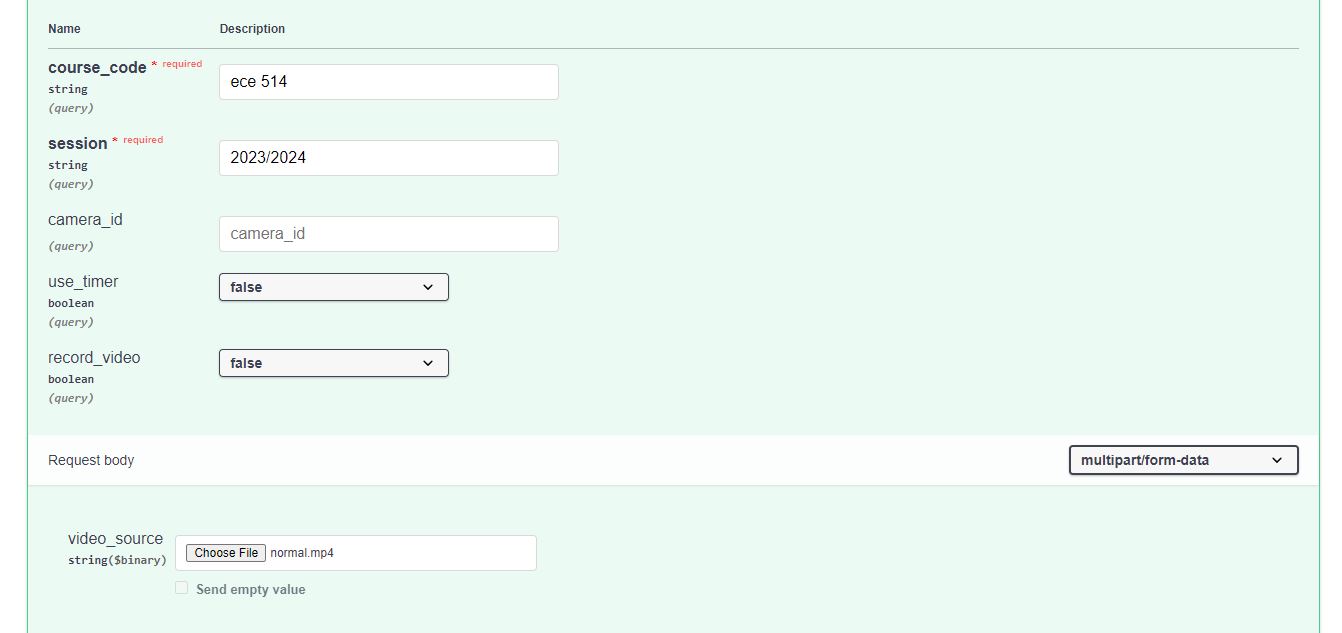 Name Description
course_code * required
string
(query)
ece 514
session * required
string
(query)
2023/2024
camera_id
(query)
camera_id
use_timer
boolean
(query)
false
record_video
boolean
(query)
false
Request body
multipart/form-data
video_source
string($binary)
Choose File normal.mp4
Send empty value